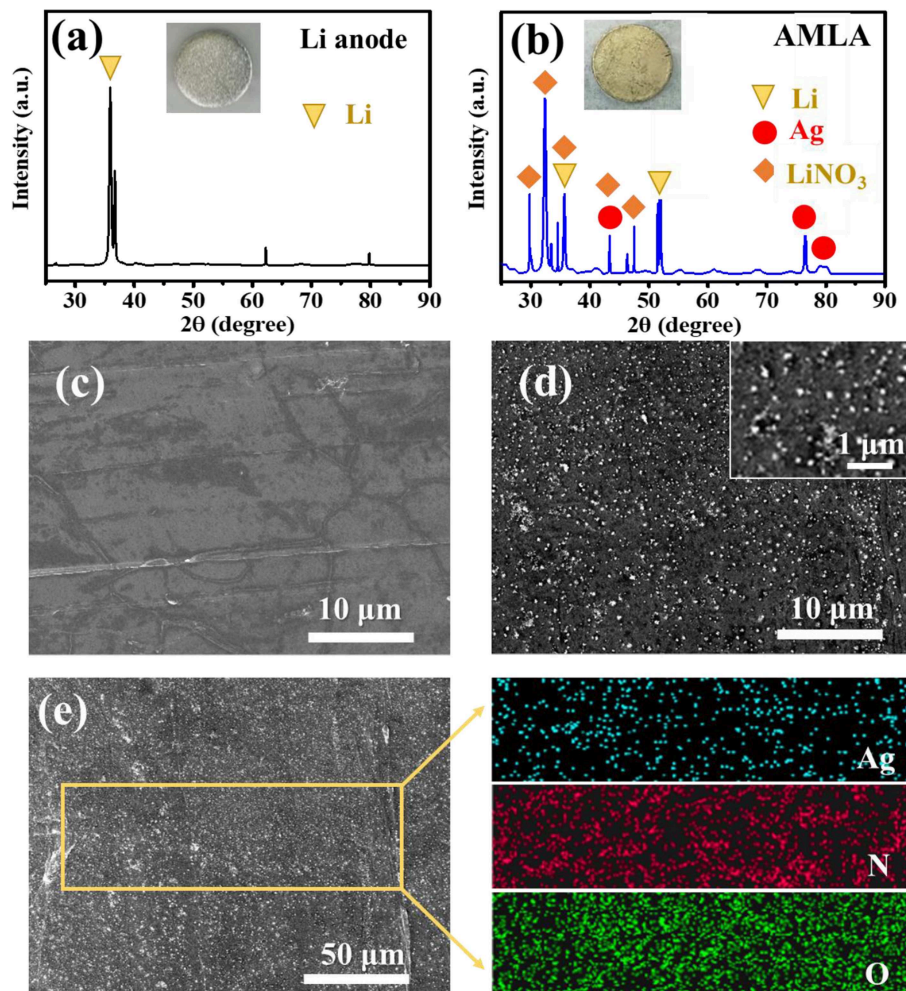 (a)
Li anode
Li
Intensity (a.u.)
30 40 50 60 70 80 90
2θ (degree)
(b)
AMLA
Li
Ag
LiNO₃
Intensity (a.u.)
30 40 50 60 70 80 90
2θ (degree)
(c)
10 μm
(d)
1 μm
10 μm
(e)
50 μm
Ag
N
O